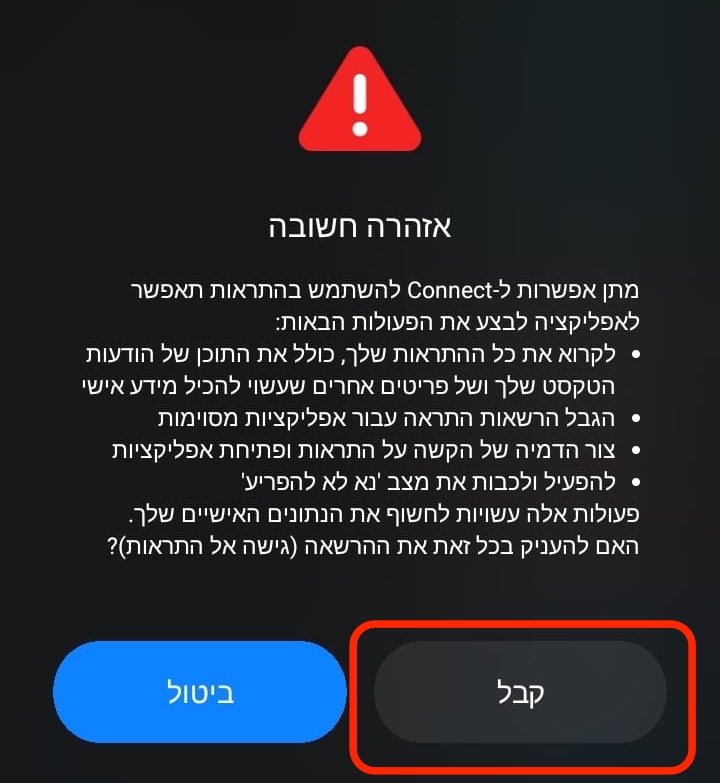 אזהרה חשובה
מתן אפשרות ל-Connect להשתמש בהתראות תאפשר
לאפליקציה לבצע את הפעולות הבאות:
• לקרוא את כל ההתראות שלך, כולל את התוכן של הודעות
הטקסט שלך ושל פריטים אחרים שעשוי להכיל מידע אישי
• הגבל הרשאות התראה עבור אפליקציות מסוימות
• צור הדמיה של הקשה על התראות ופתיחת אפליקציות
• להפעיל ולכבות את מצב 'נא לא להפריע'
פעולות אלה עשויות לחשוף את הנתונים האישיים שלך.
האם להעניק בכל זאת את ההרשאה (גישה אל התראות)?
קבל
ביטול